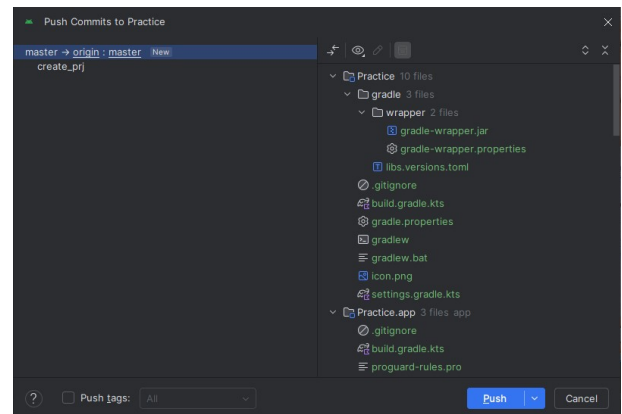 Push Commits to Practice
master → origin : master New
create_prj
Practice 10 files
gradle 3 files
wrapper 2 files
gradle-wrapper.jar
gradle-wrapper.properties
libs.versions.toml
.gitignore
build.gradle.kts
gradle.properties
gradlew
gradlew.bat
icon.png
settings.gradle.kts
Practice.app 3 files app
.gitignore
build.gradle.kts
proguard-rules.pro
? Push tags: All Push Cancel